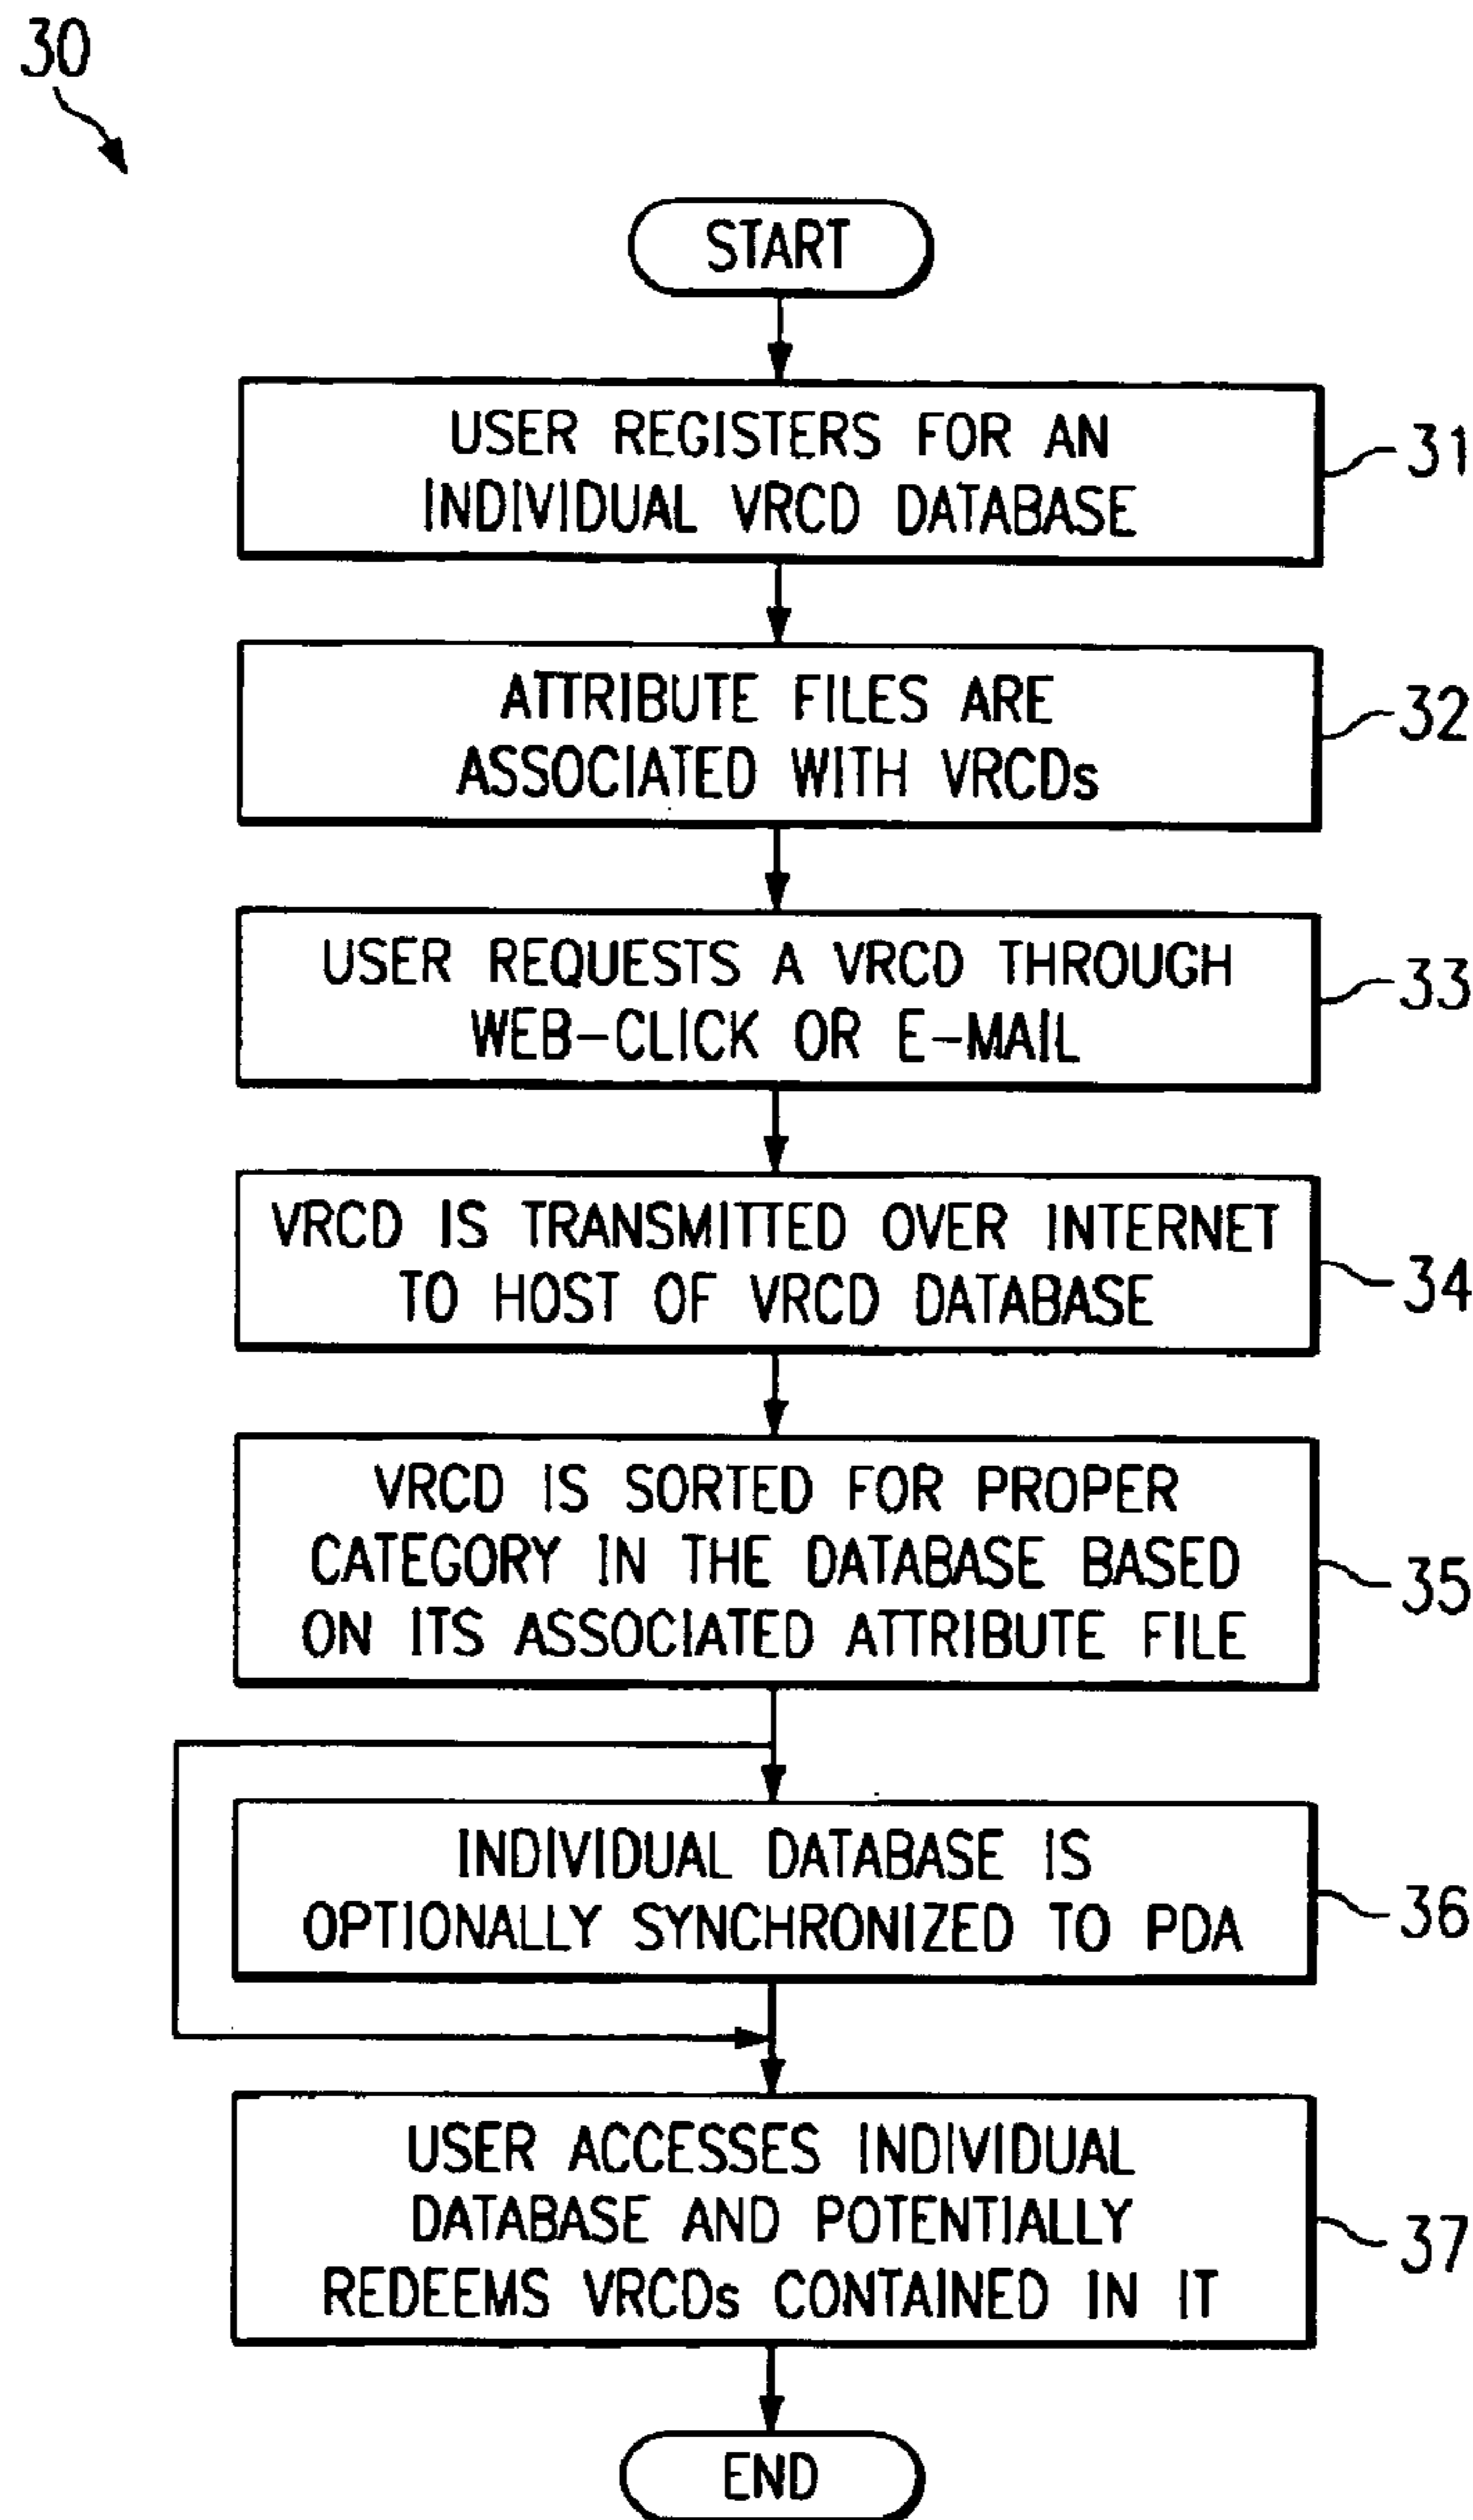 30
START
USER REGISTERS FOR AN
INDIVIDUAL VRCD DATABASE
31
ATTRIBUTE FILES ARE
ASSOCIATED WITH VRCDs
32
USER REQUESTS A VRCD THROUGH
WEB-CLICK OR E-MAIL
33
VRCD IS TRANSMITTED OVER INTERNET
TO HOST OF VRCD DATABASE
34
VRCD IS SORTED FOR PROPER
CATEGORY IN THE DATABASE BASED
ON ITS ASSOCIATED ATTRIBUTE FILE
35
INDIVIDUAL DATABASE IS
OPTIONALLY SYNCHRONIZED TO PDA
36
USER ACCESSES INDIVIDUAL
DATABASE AND POTENTIALLY
REDEEMS VRCDs CONTAINED IN IT
37
END